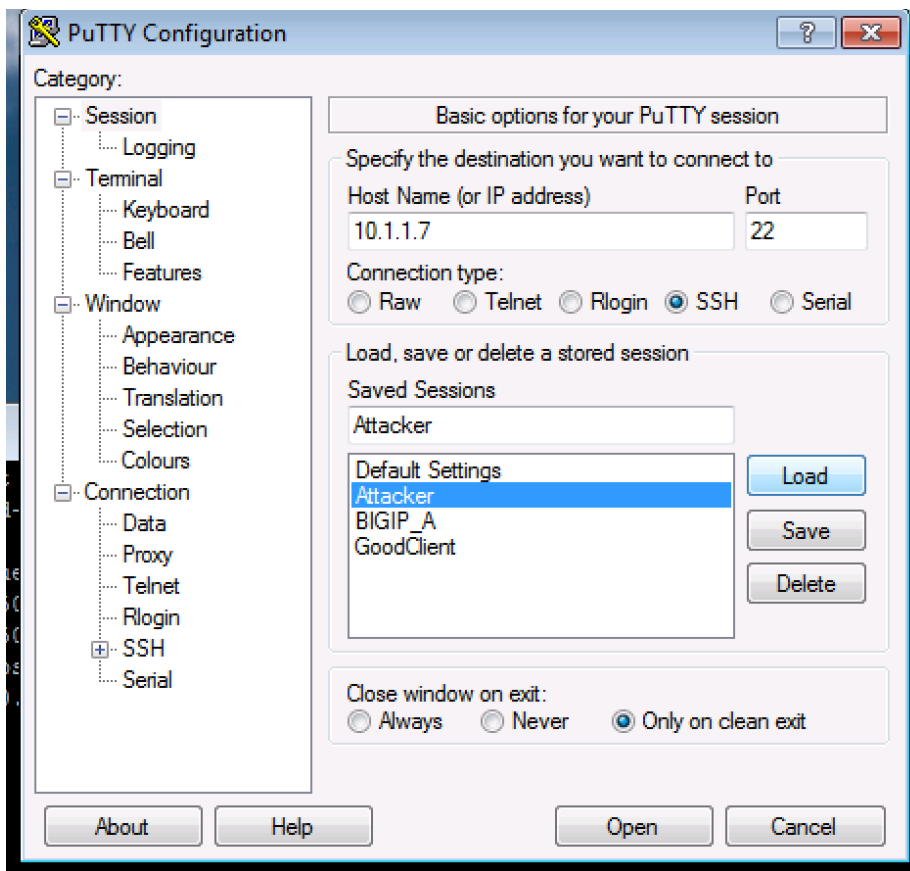 PuTTY Configuration
Category:
Session
Logging
Terminal
Keyboard
Bell
Features
Window
Appearance
Behaviour
Translation
Selection
Colours
Connection
Data
Proxy
Telnet
Rlogin
SSH
Serial
Basic options for your PuTTY session
Specify the destination you want to connect to
Host Name (or IP address) Port
10.1.1.7 22
Connection type:
Raw Telnet Rlogin SSH Serial
Load, save or delete a stored session
Saved Sessions
Attacker
Default Settings
Attacker
BIGIP_A
GoodClient
Load
Save
Delete
Close window on exit:
Always Never Only on clean exit
About Help Open Cancel